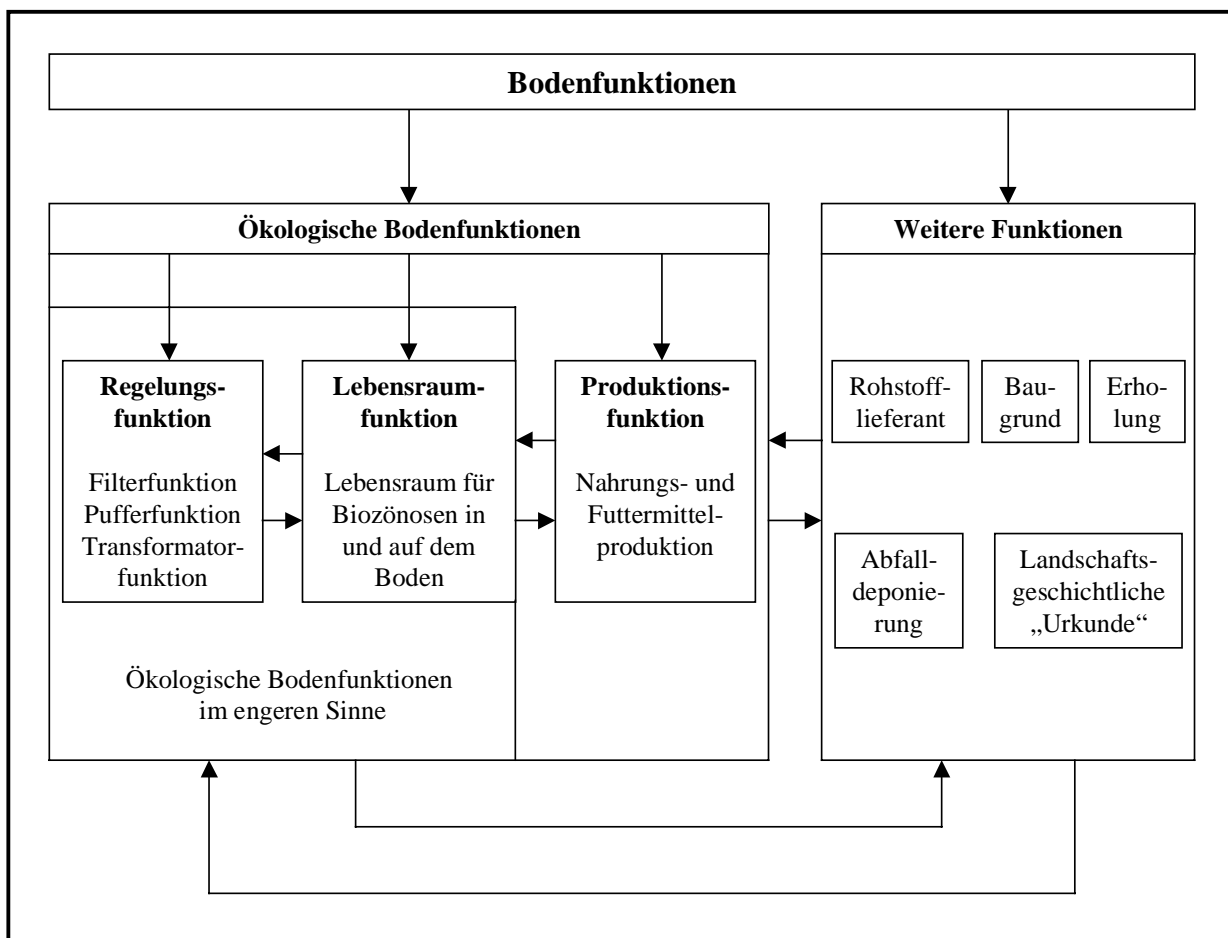 Bodenfunktionen
Ökologische Bodenfunktionen
Regelungs-
funktion
Filterfunktion
Pufferfunktion
Transformator-
funktion
Lebensraum-
funktion
Lebensraum für
Biozönosen in
und auf dem
Boden
Produktions-
funktion
Nahrungs- und
Futtermittel-
produktion
Ökologische Bodenfunktionen
im engeren Sinne
Weitere Funktionen
Rohstoff-
lieferant
Bau-
grund
Erho-
lung
Abfall-
deponie-
rung
Landschafts-
geschichtliche
„Urkunde“